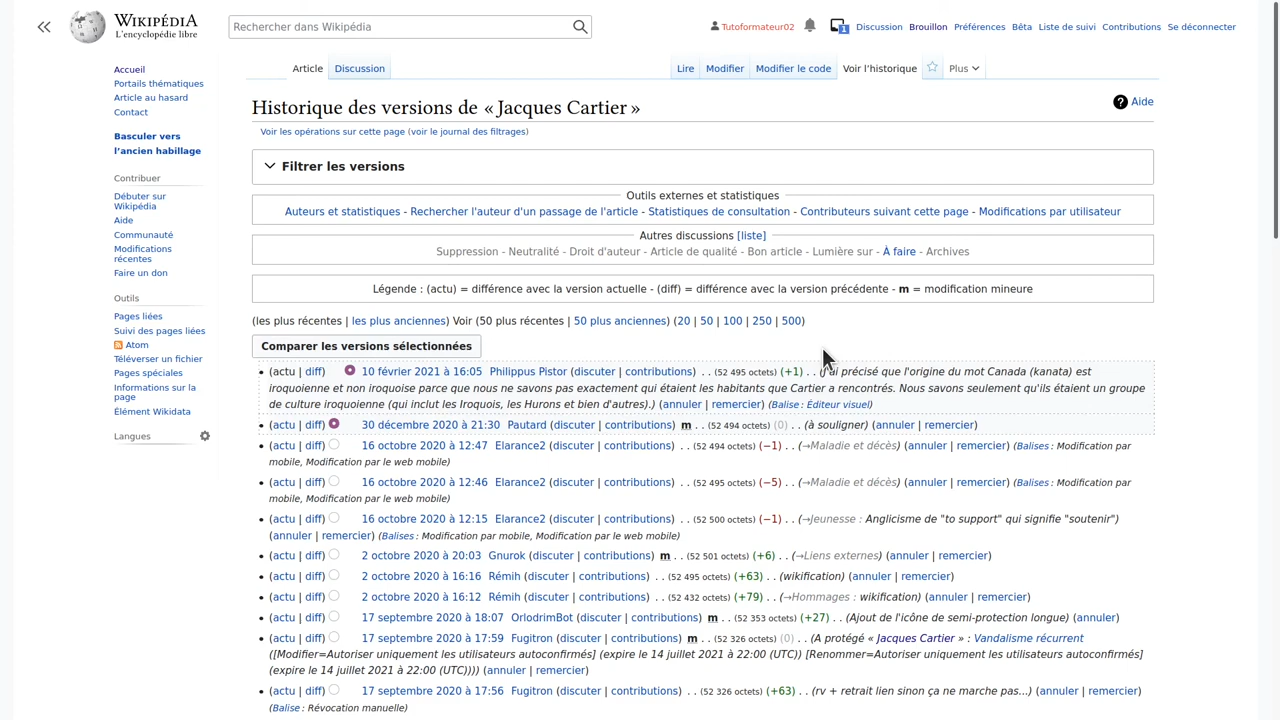 WIKIPÉDIA
L'encyclopédie libre
Rechercher dans Wikipédia
Tutoformateur02
1
Discussion
Brouillon
Préférences
Bêta
Liste de suivi
Contributions
Se déconnecter
Accueil
Portails thématiques
Article au hasard
Contact
Basculer vers
l'ancien habillage
Contribuer
Débuter sur
Wikipédia
Aide
Communauté
Modifications
récentes
Faire un don
Outils
Pages liées
Suivi des pages liées
Atom
Téléverser un fichier
Pages spéciales
Informations sur la
page
Élément Wikidata
Langues
Article
Discussion
Lire
Modifier
Modifier le code
Voir l'historique
Plus
Historique des versions de « Jacques Cartier »
? Aide
Voir les opérations sur cette page (voir le journal des filtrages)
Filtrer les versions
Outils externes et statistiques
Auteurs et statistiques - Rechercher l'auteur d'un passage de l'article - Statistiques de consultation - Contributeurs suivant cette page - Modifications par utilisateur
Autres discussions [liste]
Suppression - Neutralité - Droit d'auteur - Article de qualité - Bon article - Lumière sur - À faire - Archives
Légende : (actu) = différence avec la version actuelle - (diff) = différence avec la version précédente - m = modification mineure
(les plus récentes | les plus anciennes) Voir (50 plus récentes | 50 plus anciennes) (20 | 50 | 100 | 250 | 500)
Comparer les versions sélectionnées
• (actu | diff) 10 février 2021 à 16:05 Philippus Pistor (discuter | contributions) . . (52 495 octets) (+1) . . (J'ai précisé que l'origine du mot Canada (kanata) est
iroquoienne et non iroquoise parce que nous ne savons pas exactement qui étaient les habitants que Cartier a rencontrés. Nous savons seulement qu'ils étaient un groupe
de culture iroquoienne (qui inclut les Iroquois, les Hurons et bien d'autres).) (annuler | remercier) (Balise : Éditeur visuel)
• (actu | diff) 30 décembre 2020 à 21:30 Pautard (discuter | contributions) m . . (52 494 octets) (0) . . (à souligner) (annuler | remercier)
• (actu | diff) 16 octobre 2020 à 12:47 Elarance2 (discuter | contributions) . . (52 494 octets) (−1) . . (→Maladie et décès) (annuler | remercier) (Balises : Modification par
mobile, Modification par le web mobile)
• (actu | diff) 16 octobre 2020 à 12:46 Elarance2 (discuter | contributions) . . (52 495 octets) (−5) . . (→Maladie et décès) (annuler | remercier) (Balises : Modification par
mobile, Modification par le web mobile)
• (actu | diff) 16 octobre 2020 à 12:15 Elarance2 (discuter | contributions) . . (52 500 octets) (−1) . . (→Jeunesse : Anglicisme de "to support" qui signifie "soutenir")
(annuler | remercier) (Balises : Modification par mobile, Modification par le web mobile)
• (actu | diff) 2 octobre 2020 à 20:03 Gnurok (discuter | contributions) m . . (52 501 octets) (+6) . . (→Liens externes) (annuler | remercier)
• (actu | diff) 2 octobre 2020 à 16:16 Rémih (discuter | contributions) . . (52 495 octets) (+63) . . (wikification) (annuler | remercier)
• (actu | diff) 2 octobre 2020 à 16:12 Rémih (discuter | contributions) . . (52 432 octets) (+79) . . (→Hommages : wikification) (annuler | remercier)
• (actu | diff) 17 septembre 2020 à 18:07 OrlodrimBot (discuter | contributions) m . . (52 353 octets) (+27) . . (Ajout de l'icône de semi-protection longue) (annuler)
• (actu | diff) 17 septembre 2020 à 17:59 Fugitron (discuter | contributions) m . . (52 326 octets) (0) . . (A protégé « Jacques Cartier » : Vandalisme récurrent
([Modifier=Autoriser uniquement les utilisateurs autoconfirmés] (expire le 14 juillet 2021 à 22:00 (UTC)) [Renommer=Autoriser uniquement les utilisateurs autoconfirmés]
(expire le 14 juillet 2021 à 22:00 (UTC)))) (annuler | remercier)
• (actu | diff) 17 septembre 2020 à 17:56 Fugitron (discuter | contributions) . . (52 326 octets) (+63) . . (rv + retrait lien sinon ça ne marche pas...) (annuler | remercier)
(Balise : Révocation manuelle)